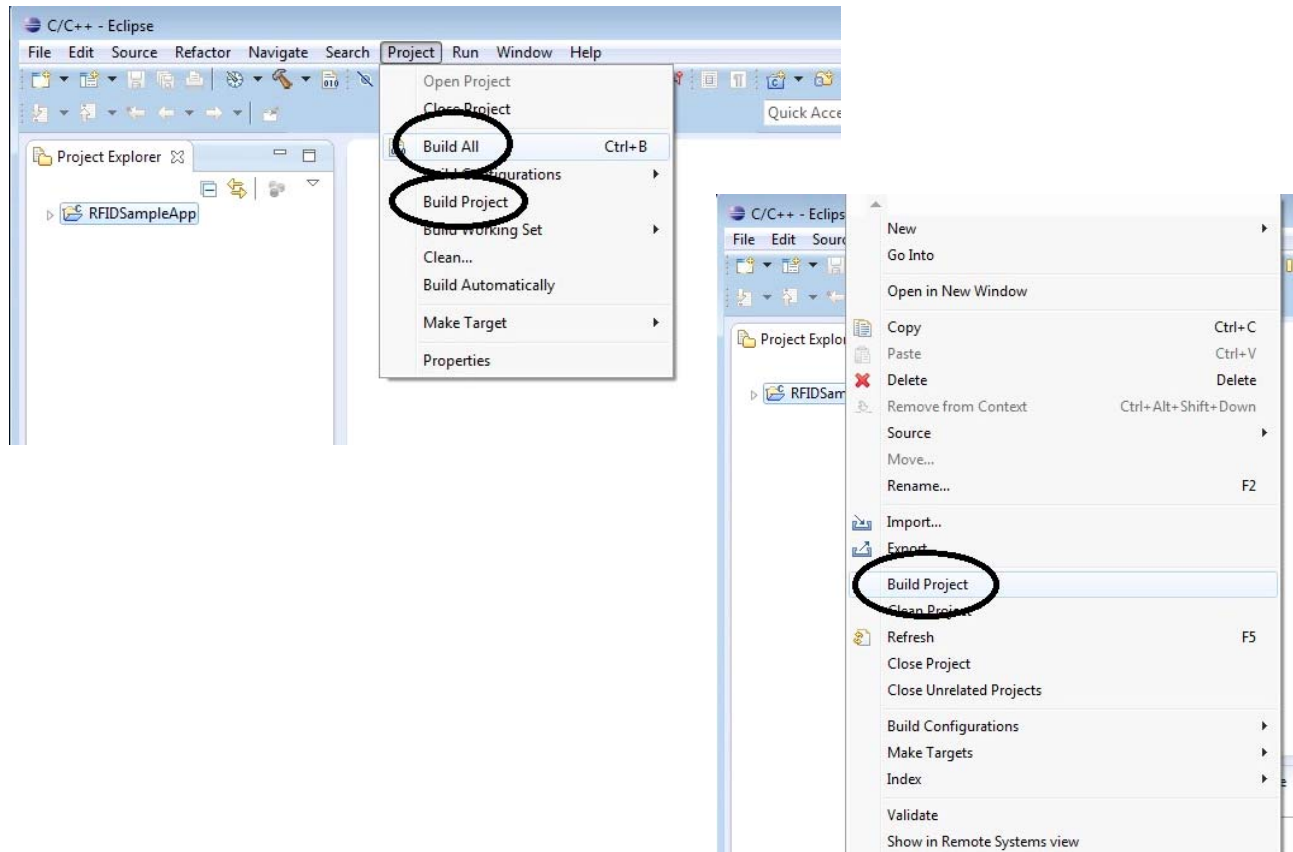 C/C++ - Eclipse
File Edit Source Refactor Navigate Search Project Run Window Help
Quick Acce
Project Explorer
RFIDSampleApp
Open Project
Close Project
Build All Ctrl+B
Build Configurations
Build Project
Build Working Set
Clean...
Build Automatically
Make Target
Properties
C/C++ - Eclips
File Edit Sour
Project Explo
RFIDSam
New
Go Into
Open in New Window
Copy Ctrl+C
Paste Ctrl+V
Delete Delete
Remove from Context Ctrl+Alt+Shift+Down
Source
Move...
Rename... F2
Import...
Export...
Build Project
Clean Project
Refresh F5
Close Project
Close Unrelated Projects
Build Configurations
Make Targets
Index
Validate
Show in Remote Systems view